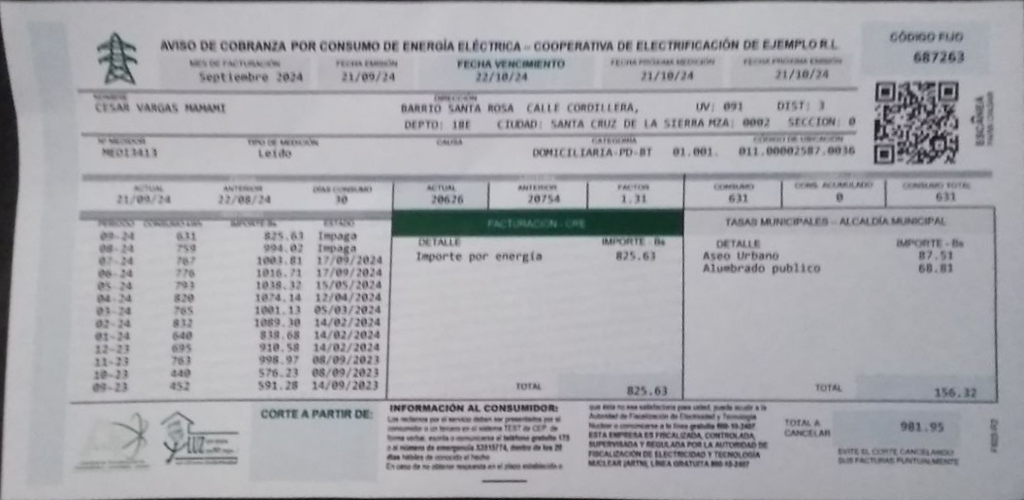 AVISO DE COBRANZA POR CONSUMO DE ENERGÍA ELÉCTRICA - COOPERATIVA DE ELECTRIFICACIÓN DE EJEMPLO R.L.
CÓDIGO FIJO
687263
MES DE FACTURACIÓN FECHA EMISIÓN FECHA VENCIMIENTO FECHA PRÓXIMA MEDICIÓN FECHA PRÓXIMA EMISIÓN
Septiembre 2024 21/09/24 22/10/24 21/10/24 21/10/24
NOMBRE DIRECCIÓN
CESAR VARGAS MAMANI BARRIO SANTA ROSA CALLE CORDILLERA, UV: 091 DIST: 3
DEPTO: 18E CIUDAD: SANTA CRUZ DE LA SIERRA MZA: 0002 SECCION: 0
Nº MEDIDOR TIPO DE MEDICIÓN CAUSA CATEGORÍA CÓDIGO DE UBICACIÓN
MEDI3413 Leído DOMICILIARIA-PD-BT 01.001. 011.00002587.0036
ESCANEA
ACTUAL ANTERIOR DÍAS CONSUMO ACTUAL ANTERIOR FACTOR CONSUMO CONS. ACUMULADO CONSUMO TOTAL
21/09/24 22/08/24 30 20626 20754 1.31 631 0 631
PERIODO CONSUMO kWh IMPORTE Bs ESTADO
09-24 631 825.63 Impaga
08-24 759 994.02 Impaga
07-24 767 1003.81 17/09/2024
06-24 776 1016.71 17/09/2024
05-24 793 1038.32 15/05/2024
04-24 820 1074.14 12/04/2024
03-24 765 1001.13 05/03/2024
02-24 832 1089.30 14/02/2024
01-24 640 838.68 14/02/2024
12-23 695 910.58 14/02/2024
11-23 763 998.97 08/09/2023
10-23 440 576.23 08/09/2023
09-23 452 591.28 14/09/2023
FACTURACIÓN - CRE
DETALLE IMPORTE - Bs
Importe por energía 825.63
TOTAL 825.63
TASAS MUNICIPALES - ALCALDÍA MUNICIPAL
DETALLE IMPORTE - Bs
Aseo Urbano 87.51
Alumbrado publico 68.81
TOTAL 156.32
LUZ
CORTE A PARTIR DE:
INFORMACIÓN AL CONSUMIDOR:
Los reclamos por el servicio deben ser presentados por el
consumidor o un tercero en el sistema TEST de CEP, de
forma verbal, escrita o comunicarse al teléfono gratuito 175
o al número de emergencia 53913774, dentro de los 20
días hábiles de conocido el hecho
En caso de no obtener respuesta en el plazo establecido o
que ésta no sea satisfactoria para usted, puede acudir a la
Autoridad de Fiscalización de Electricidad y Tecnología
Nuclear o comunicarse a la línea gratuita 800-10-2407
ESTA EMPRESA ES FISCALIZADA, CONTROLADA,
SUPERVISADA Y REGULADA POR LA AUTORIDAD DE
FISCALIZACIÓN DE ELECTRICIDAD Y TECNOLOGÍA
NUCLEAR (AETN), LÍNEA GRATUITA 800-10-2407
TOTAL A
CANCELAR
981.95
EVITE EL CORTE CANCELANDO
SUS FACTURAS PUNTUALMENTE